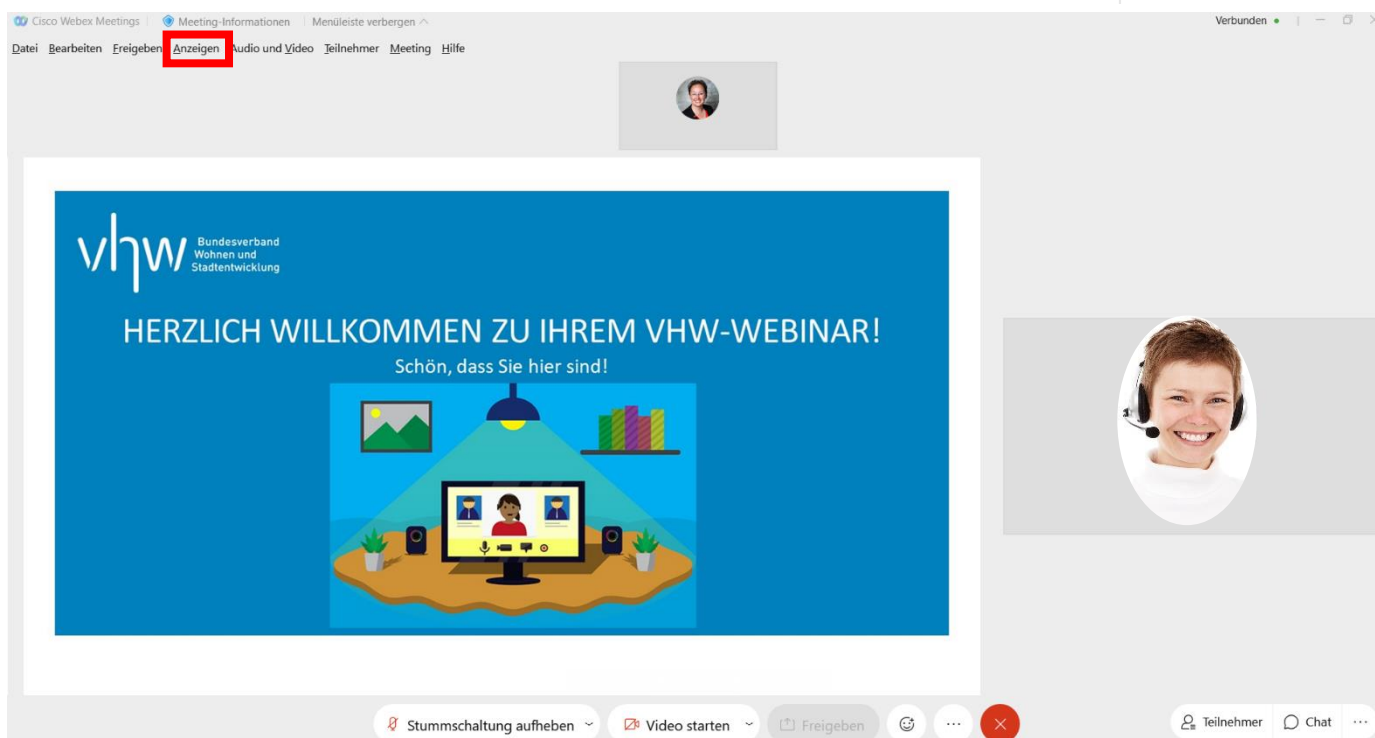 Cisco Webex Meetings | Meeting-Informationen | Menüleiste verbergen
Verbunden
Datei Bearbeiten Freigeben Anzeigen Audio und Video Teilnehmer Meeting Hilfe
vhw
Bundesverband
Wohnen und
Stadtentwicklung
HERZLICH WILLKOMMEN ZU IHREM VHW-WEBINAR!
Schön, dass Sie hier sind!
Stummschaltung aufheben Video starten Freigeben Teilnehmer Chat